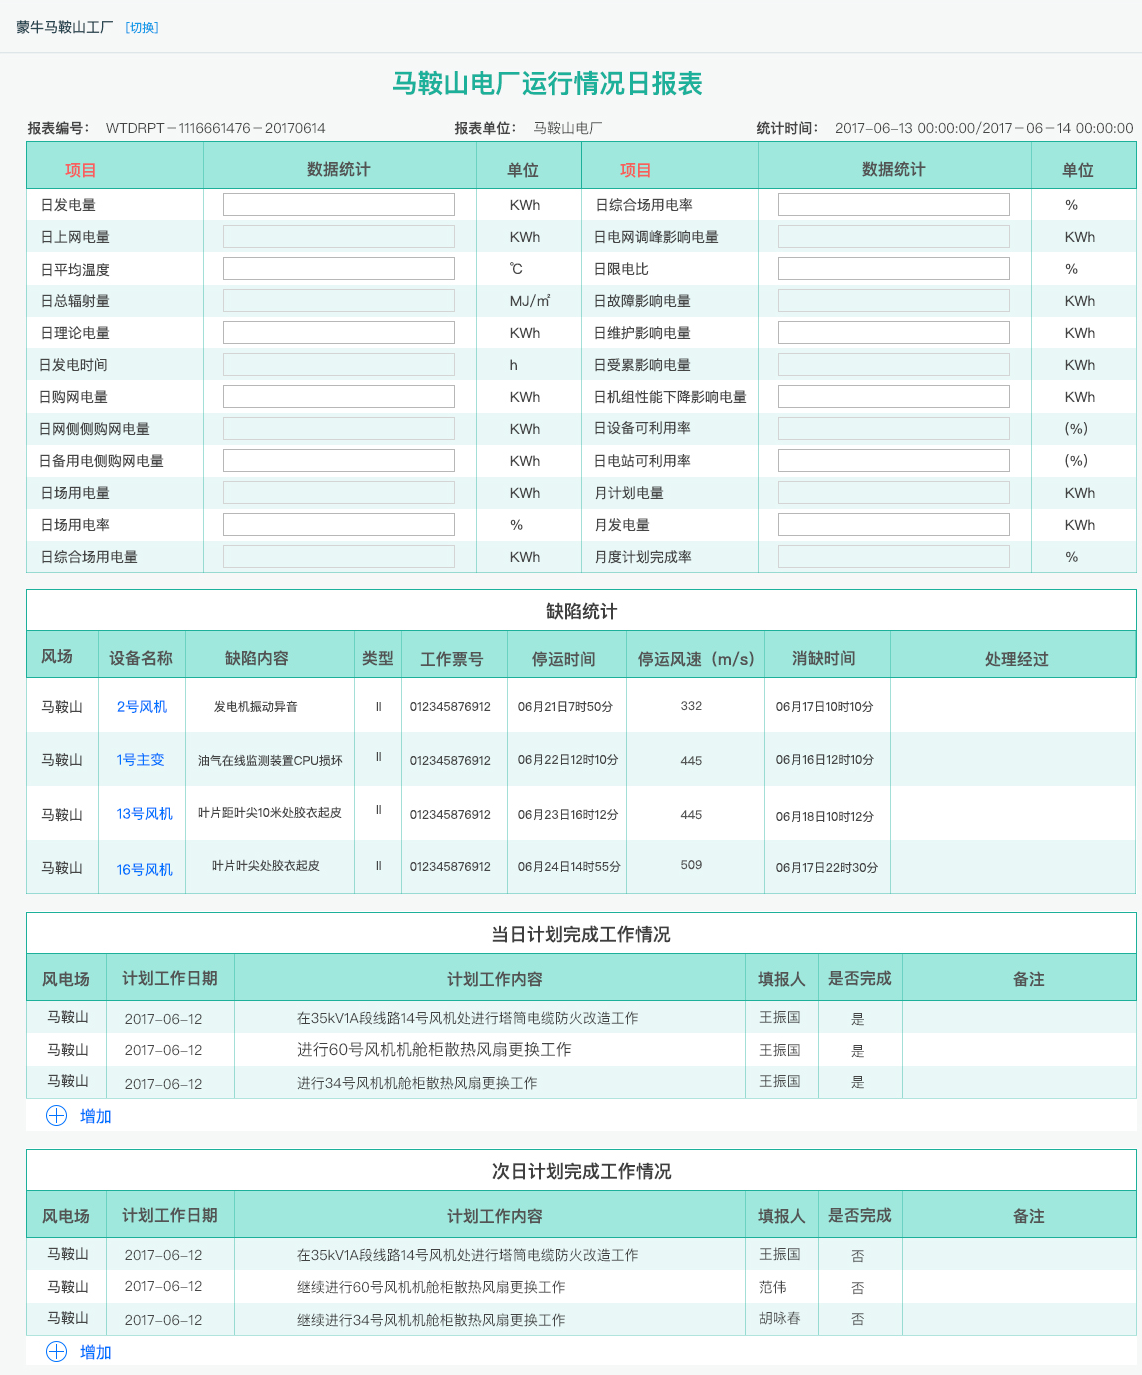 蒙牛马鞍山工厂 [切换]
马鞍山电厂运行情况日报表
报表编号： WTDRPT－1116661476－20170614 报表单位： 马鞍山电厂 统计时间： 2017-06-13 00:00:00/2017－06－14 00:00:00
项目 数据统计 单位 项目 数据统计 单位
日发电量 KWh 日综合场用电率 %
日上网电量 KWh 日电网调峰影响电量 KWh
日平均温度 ℃ 日限电比 %
日总辐射量 MJ/㎡ 日故障影响电量 KWh
日理论电量 KWh 日维护影响电量 KWh
日发电时间 h 日受累影响电量 KWh
日购网电量 KWh 日机组性能下降影响电量 KWh
日网侧侧购网电量 KWh 日设备可利用率 (%)
日备用电侧购网电量 KWh 日电站可利用率 (%)
日场用电量 KWh 月计划电量 KWh
日场用电率 % 月发电量 KWh
日综合场用电量 KWh 月度计划完成率 %
缺陷统计
风场 设备名称 缺陷内容 类型 工作票号 停运时间 停运风速（m/s） 消缺时间 处理经过
马鞍山 2号风机 发电机振动异音 II 012345876912 06月21日7时50分 332 06月17日10时10分
马鞍山 1号主变 油气在线监测装置CPU损坏 II 012345876912 06月22日12时10分 445 06月16日12时10分
马鞍山 13号风机 叶片距叶尖10米处胶衣起皮 II 012345876912 06月23日16时12分 445 06月18日10时12分
马鞍山 16号风机 叶片叶尖处胶衣起皮 II 012345876912 06月24日14时55分 509 06月17日22时30分
当日计划完成工作情况
风电场 计划工作日期 计划工作内容 填报人 是否完成 备注
马鞍山 2017-06-12 在35kV1A段线路14号风机处进行塔筒电缆防火改造工作 王振国 是
马鞍山 2017-06-12 进行60号风机机舱柜散热风扇更换工作 王振国 是
马鞍山 2017-06-12 进行34号风机机舱柜散热风扇更换工作 王振国 是
增加
次日计划完成工作情况
风电场 计划工作日期 计划工作内容 填报人 是否完成 备注
马鞍山 2017-06-12 在35kV1A段线路14号风机处进行塔筒电缆防火改造工作 王振国 否
马鞍山 2017-06-12 继续进行60号风机机舱柜散热风扇更换工作 范伟 否
马鞍山 2017-06-12 继续进行34号风机机舱柜散热风扇更换工作 胡咏春 否
增加